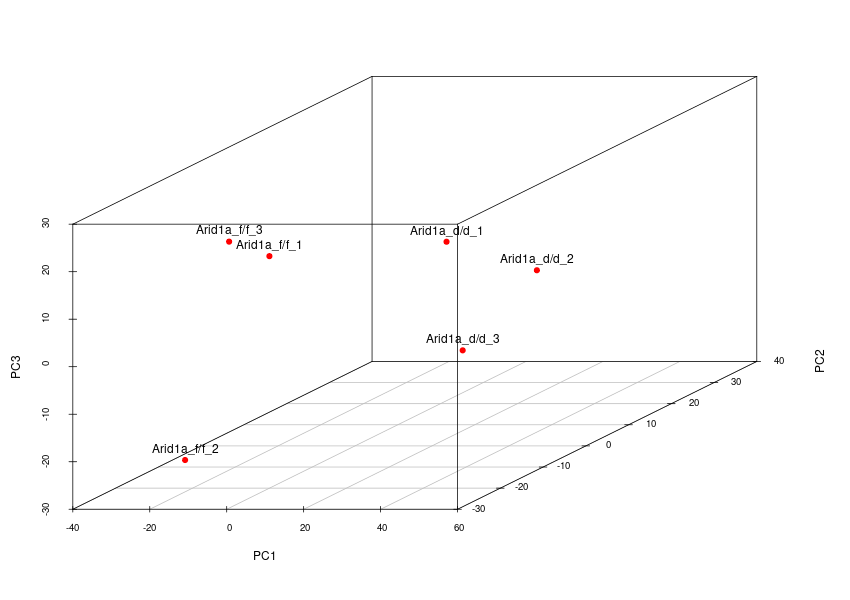 30
Arid1a_f/f_3
Arid1a_d/d_1
Arid1a_f/f_1
Arid1a_d/d_2
20
10
Arid1a_d/d_3
PC3
0
40
PC2
30
-10
20
10
Arid1a_f/f_2
0
-20
-10
-20
-30
-30
-40
-20
0
20
40
60
PC1